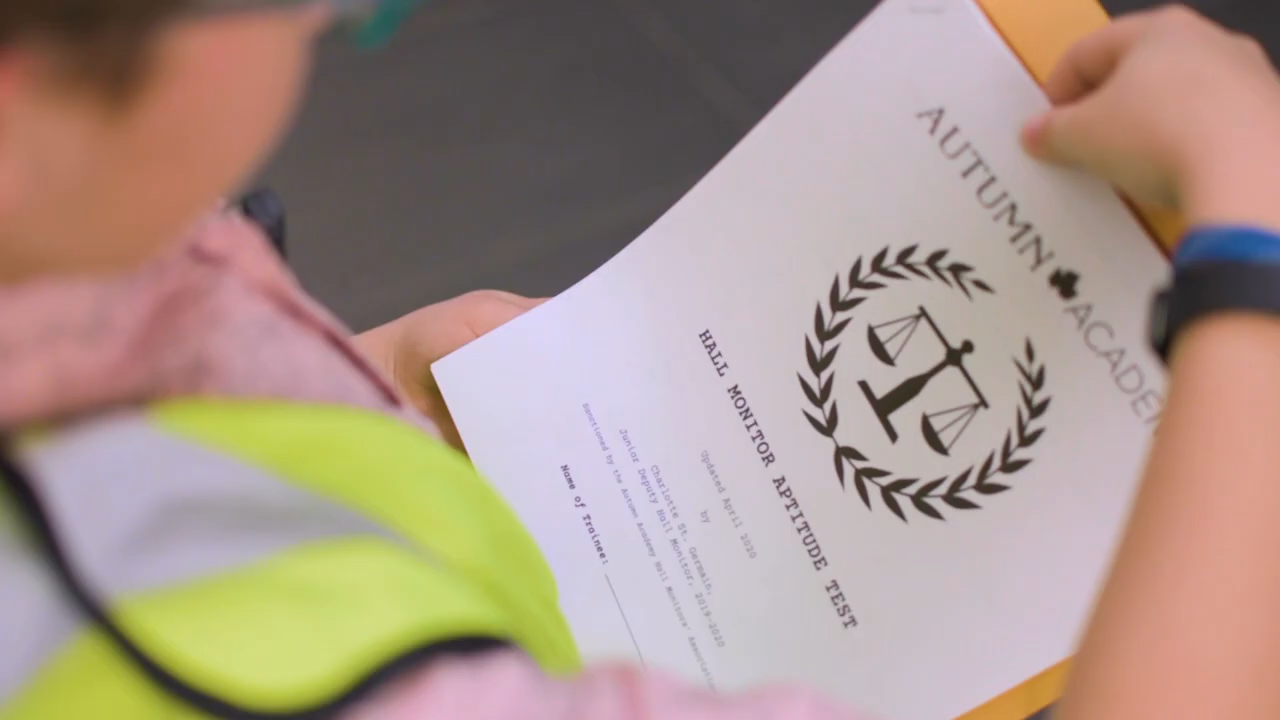 AUTUMN ACADE
HALL MONITOR APTITUDE TEST
Updated April 2020
by
Charlotte St. Germain,
Junior Deputy Hall Monitor, 2019-2020
Sanctioned by the Autumn Academy Hall Monitors' Associatio
Name of Trainee: